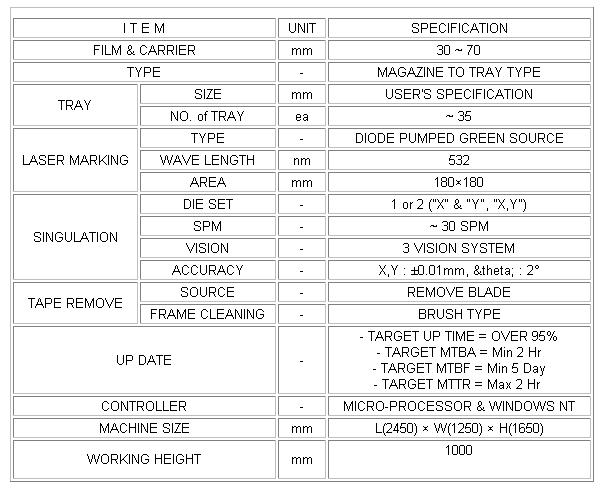 I T E M UNIT SPECIFICATION
FILM & CARRIER mm 30 ~ 70
TYPE - MAGAZINE TO TRAY TYPE
TRAY SIZE mm USER'S SPECIFICATION
NO. of TRAY ea ~ 35
LASER MARKING TYPE - DIODE PUMPED GREEN SOURCE
WAVE LENGTH nm 532
AREA mm 180×180
SINGULATION DIE SET - 1 or 2 ("X" & "Y", "X,Y")
SPM - ~ 30 SPM
VISION - 3 VISION SYSTEM
ACCURACY - X,Y : ±0.01mm, &theta; : 2°
TAPE REMOVE SOURCE - REMOVE BLADE
FRAME CLEANING - BRUSH TYPE
UP DATE - - TARGET UP TIME = OVER 95%
- TARGET MTBA = Min 2 Hr
- TARGET MTBF = Min 5 Day
- TARGET MTTR = Max 2 Hr
CONTROLLER - MICRO-PROCESSOR & WINDOWS NT
MACHINE SIZE mm L(2450) × W(1250) × H(1650)
WORKING HEIGHT mm 1000